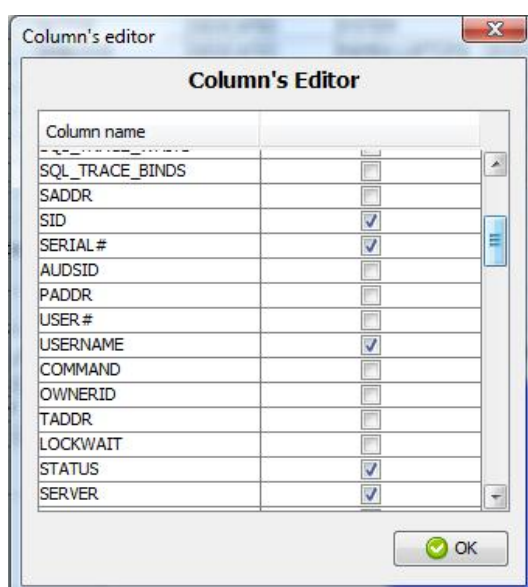 Column's editor
Column's Editor
Column name
SQL_TRACE_BINDS
SADDR
SID
SERIAL#
AUDSID
PADDR
USER#
USERNAME
COMMAND
OWNERID
TADDR
LOCKWAIT
STATUS
SERVER
OK